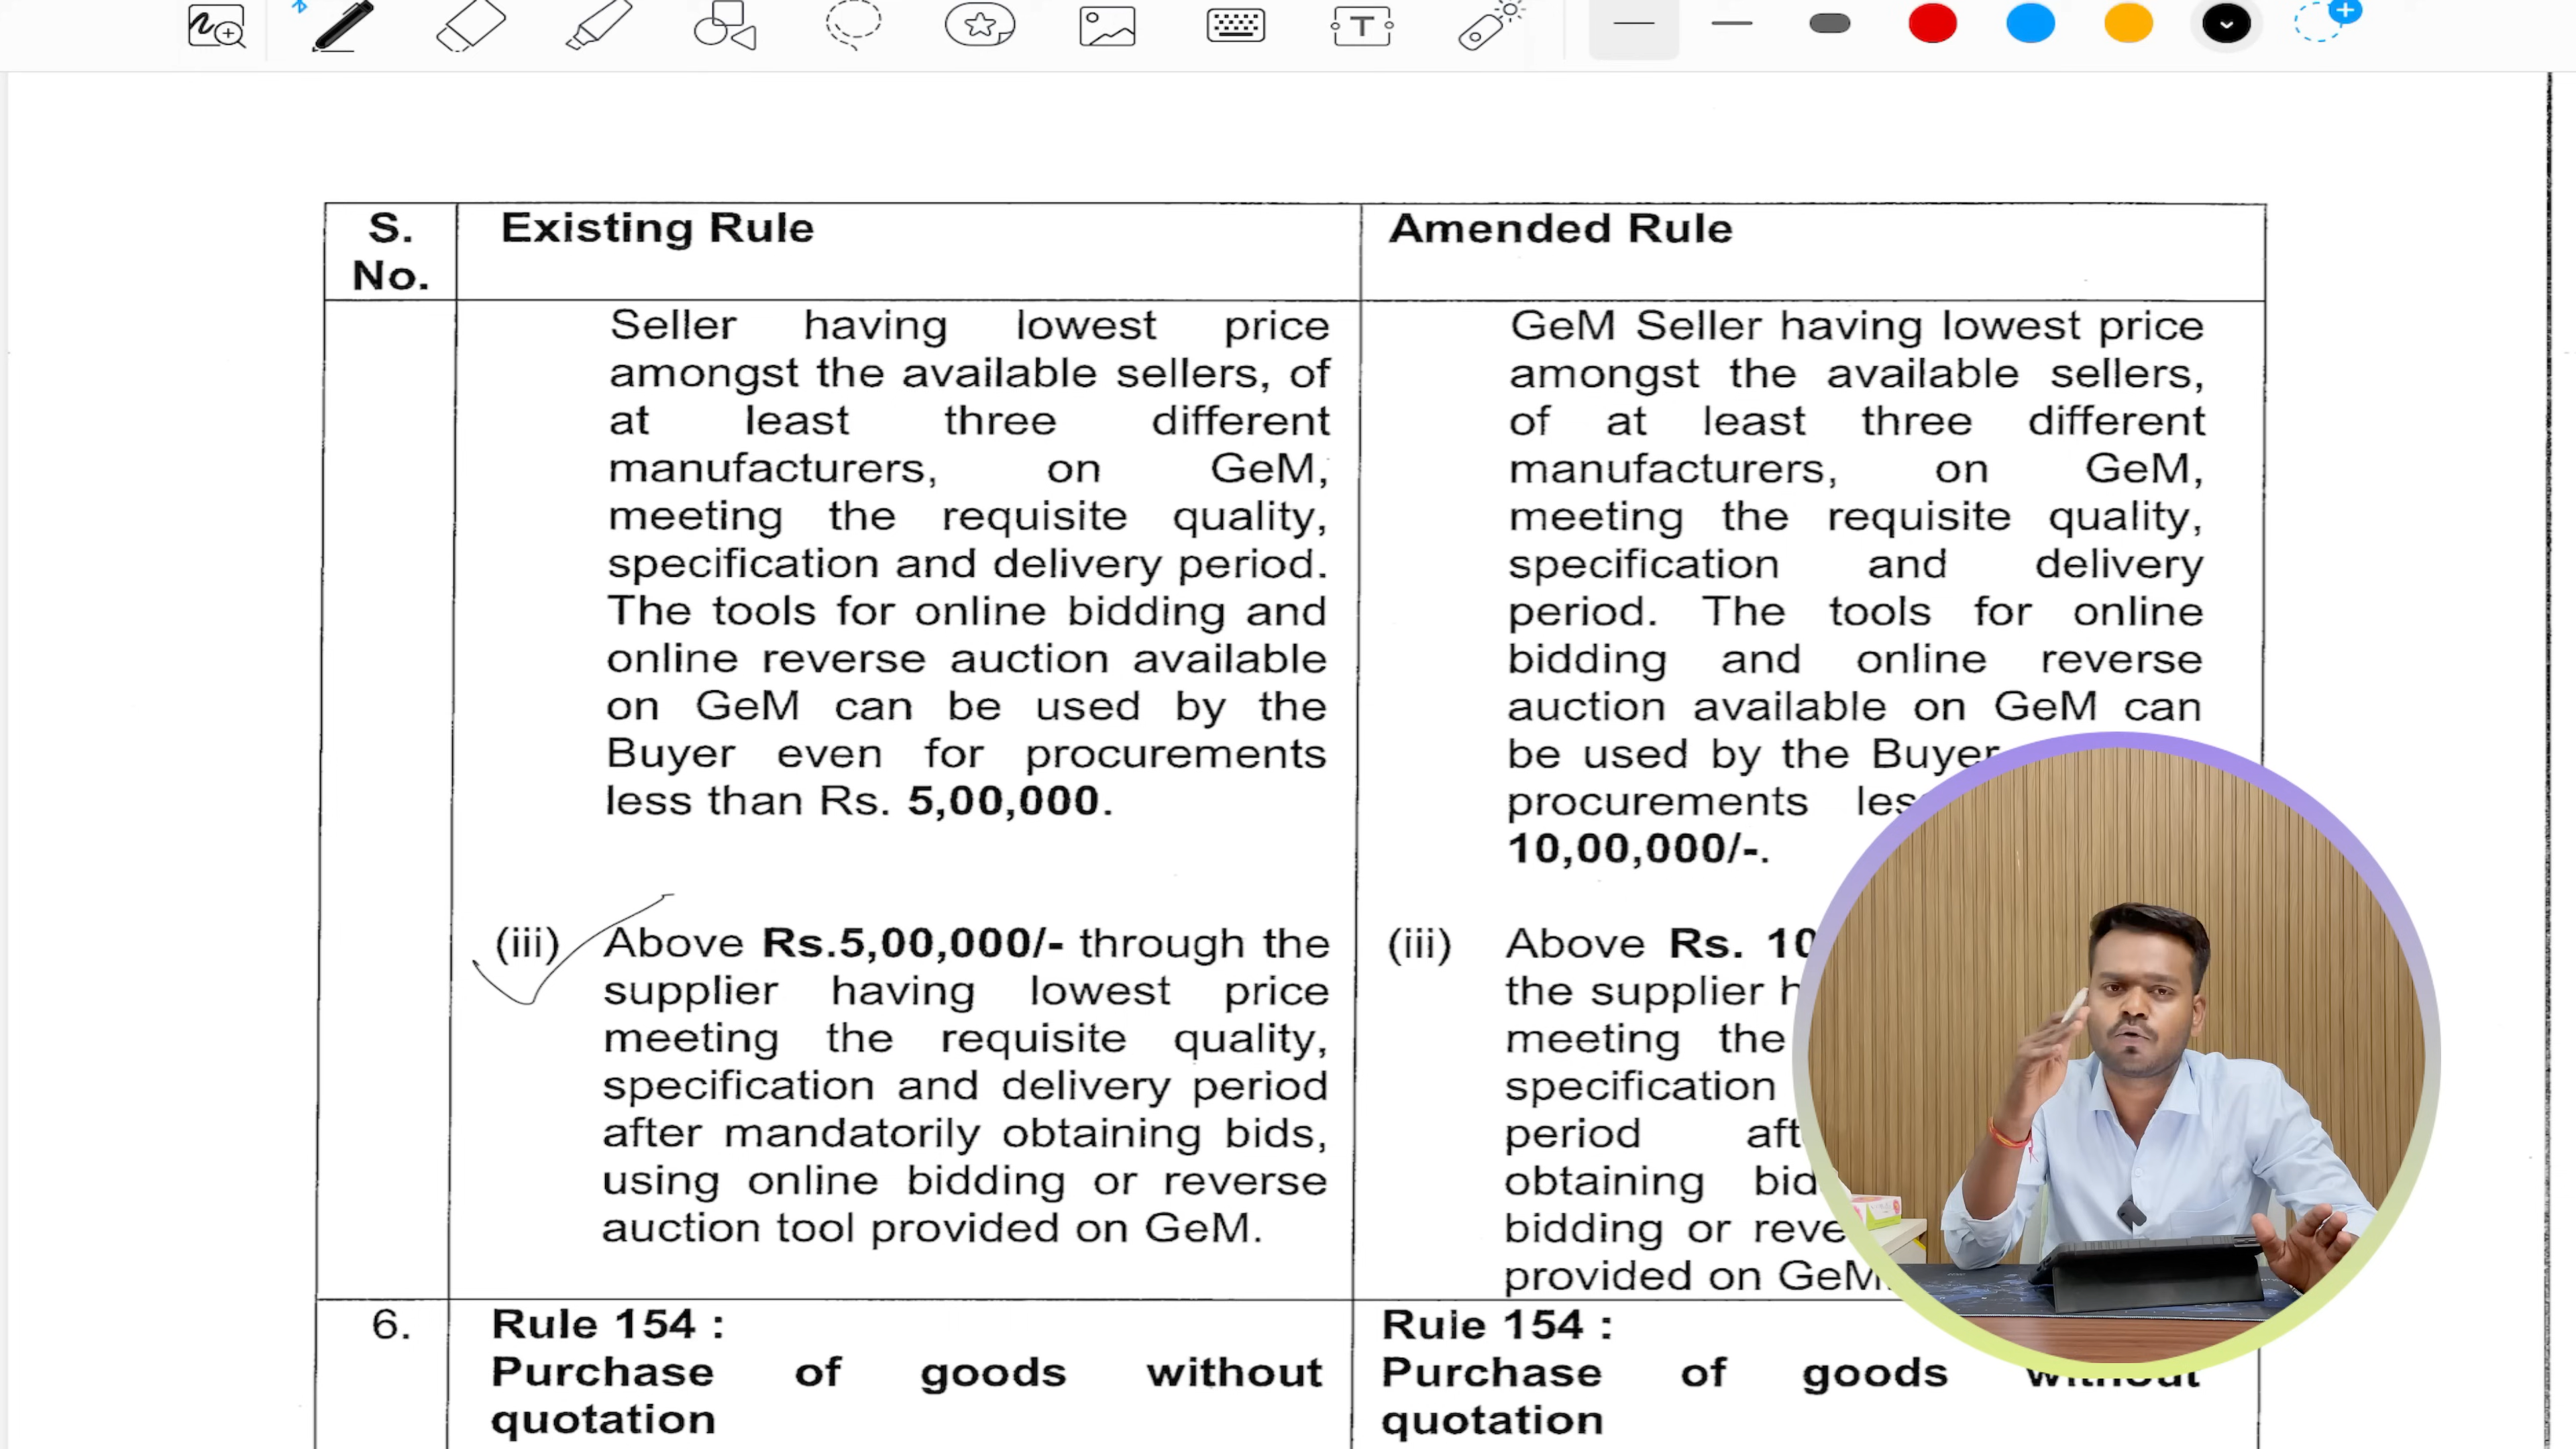 S.
No.
Existing Rule
Amended Rule
Seller having lowest price
amongst the available sellers, of
at least three different
manufacturers, on GeM,
meeting the requisite quality,
specification and delivery period.
The tools for online bidding and
online reverse auction available
on GeM can be used by the
Buyer even for procurements
less than Rs. 5,00,000.
(iii) Above Rs.5,00,000/- through the
supplier having lowest price
meeting the requisite quality,
specification and delivery period
after mandatorily obtaining bids,
using online bidding or reverse
auction tool provided on GeM.
GeM Seller having lowest price
amongst the available sellers,
of at least three different
manufacturers, on GeM,
meeting the requisite quality,
specification and delivery
period. The tools for online
bidding and online reverse
auction available on GeM can
be used by the Buyer
procurements
10,00,000/-.
(iii) Above Rs.
the supplier
meeting the
specification
period
obtaining
bidding or
provided on GeM
6.
Rule 154 :
Purchase of goods without
quotation
Ruie 154 :
Purchase of goods without
quotation
T